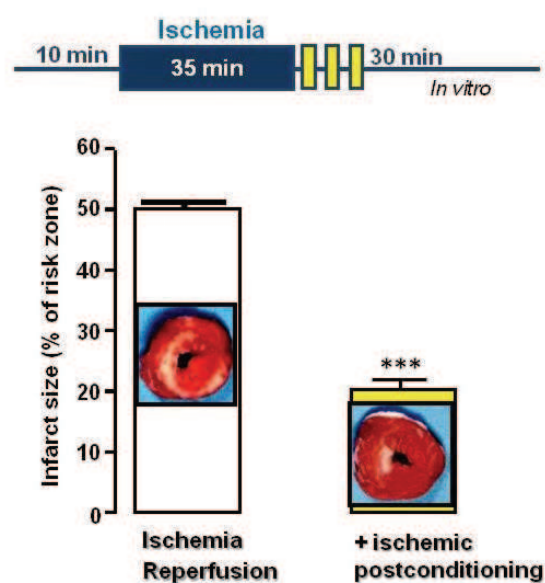 Ischemia
10 min 35 min 30 min
In vitro
Infarct size (% of risk zone)
60
50
40
30
20
10
0
***
Ischemia
Reperfusion
+ ischemic
postconditioning